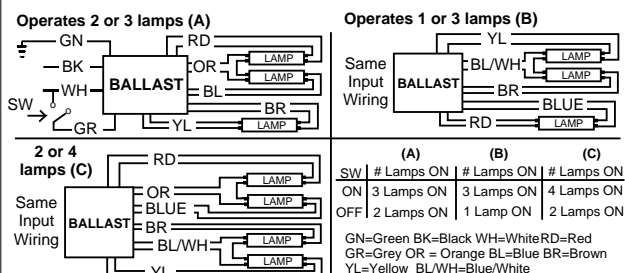 Operates 2 or 3 lamps (A)
GN
RD
LAMP
BK
OR
LAMP
BALLAST
WH
BL
SW
BR
GR
YL
LAMP
Operates 1 or 3 lamps (B)
YL
LAMP
Same
Input
Wiring
BALLAST
BL/WH
LAMP
BR
BLUE
RD
LAMP
2 or 4
lamps (C)
RD
LAMP
OR
LAMP
Same
Input
Wiring
BALLAST
BLUE
BR
LAMP
BL/WH
LAMP
YL
(A) (B) (C)
SW # Lamps ON # Lamps ON # Lamps ON
ON 3 Lamps ON 3 Lamps ON 4 Lamps ON
OFF 2 Lamps ON 1 Lamp ON 2 Lamps ON
GN=Green BK=Black WH=WhiteRD=Red
GR=Grey OR = Orange BL=Blue BR=Brown
YL=Yellow BL/WH=Blue/White